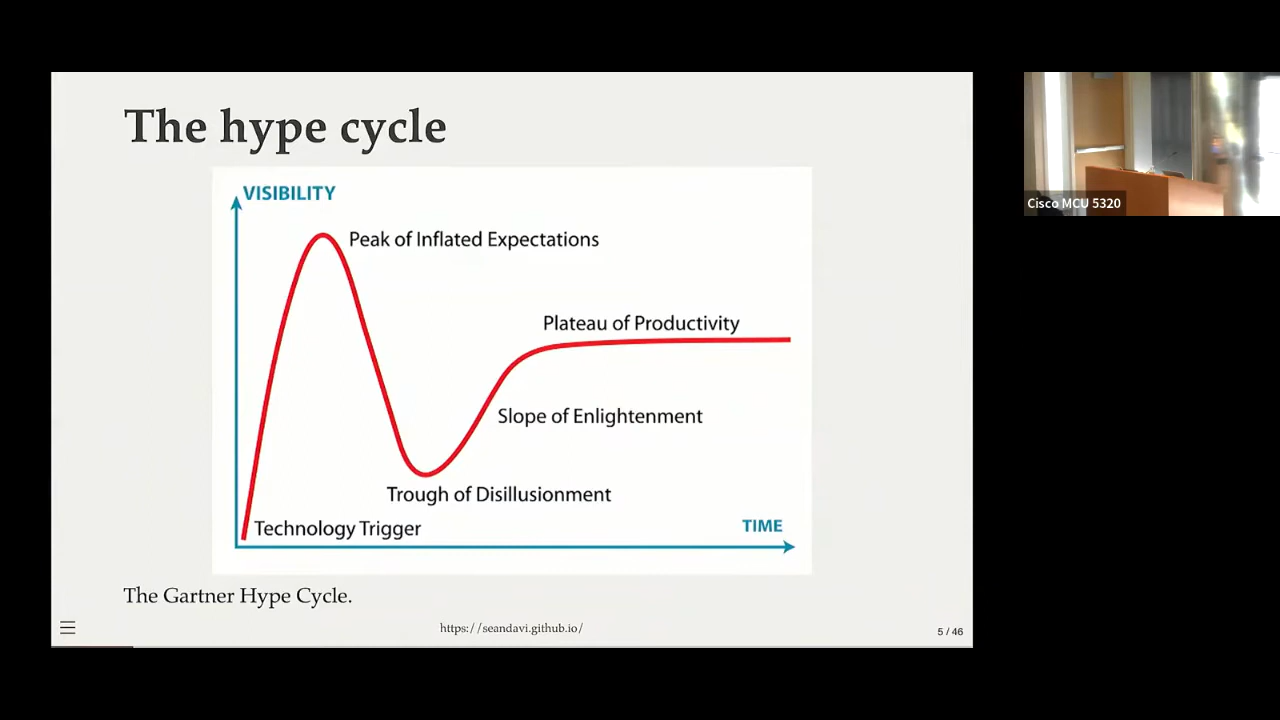 The hype cycle
VISIBILITY
Peak of Inflated Expectations
Plateau of Productivity
Slope of Enlightenment
Trough of Disillusionment
Technology Trigger
TIME
The Gartner Hype Cycle.
https://seandavi.github.io/
5 / 46
Cisco MCU 5320